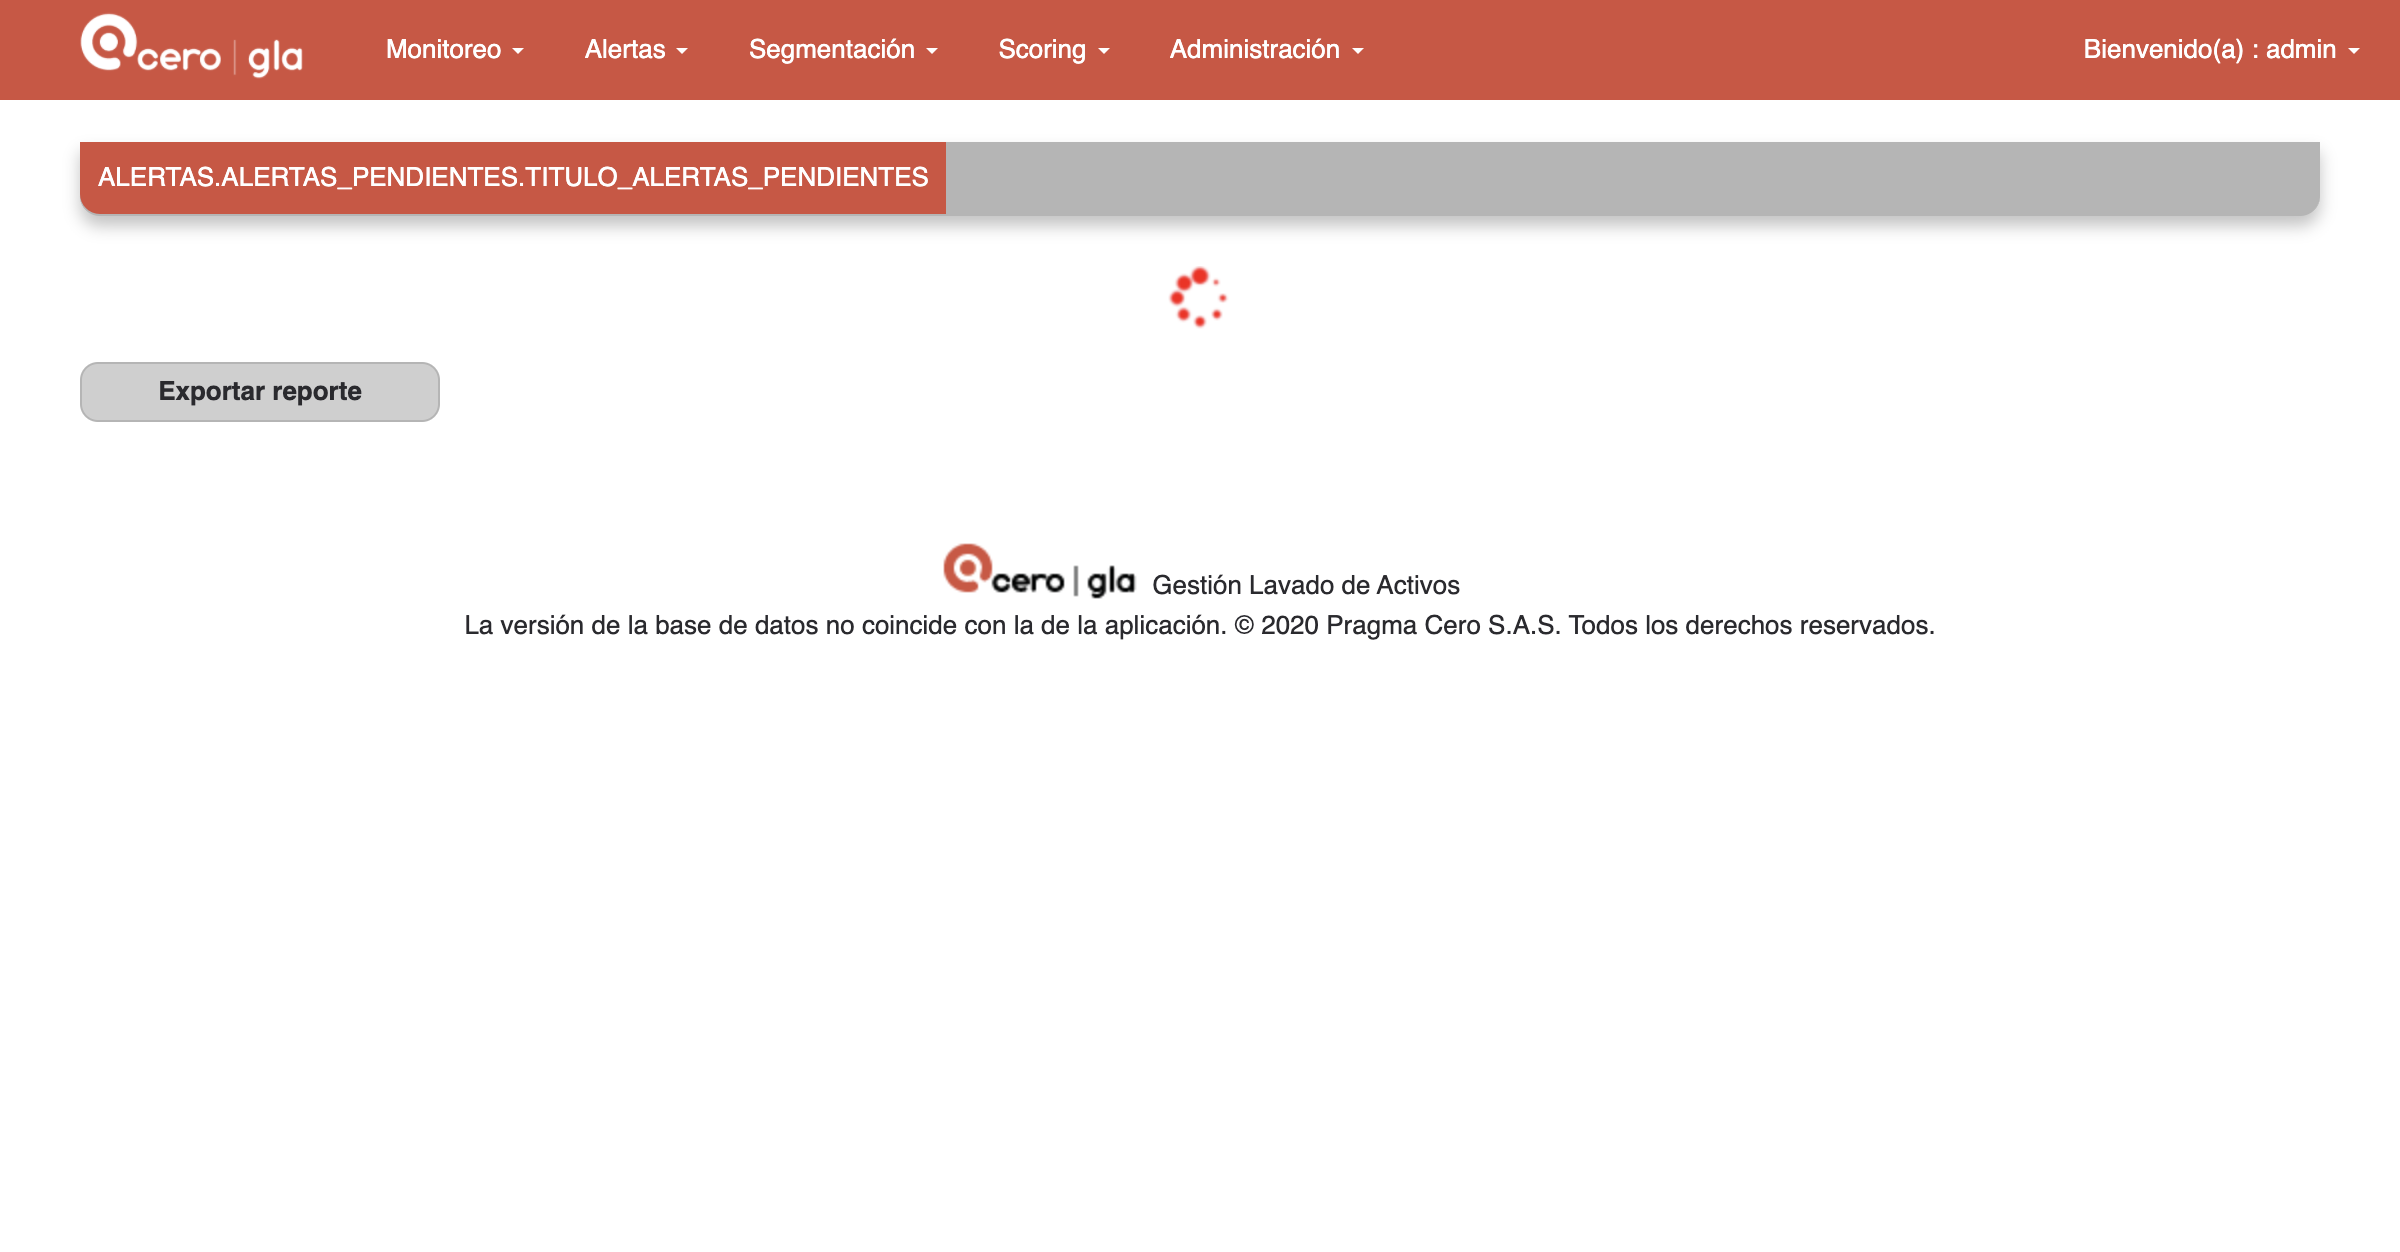 cero | gla Monitoreo Alertas Segmentación Scoring Administración Bienvenido(a) : admin
ALERTAS.ALERTAS_PENDIENTES.TITULO_ALERTAS_PENDIENTES
Exportar reporte
cero | gla Gestión Lavado de Activos
La versión de la base de datos no coincide con la de la aplicación. © 2020 Pragma Cero S.A.S. Todos los derechos reservados.